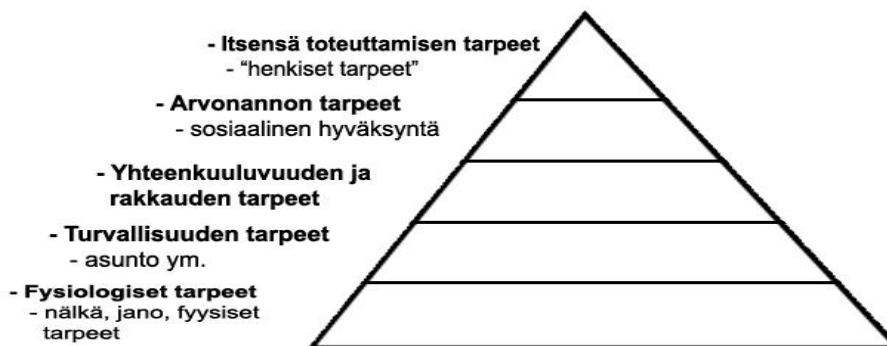 - Itsensä toteuttamisen tarpeet
- “henkiset tarpeet”
- Arvonannon tarpeet
- sosiaalinen hyväksyntä
- Yhteenkuuluvuuden ja
rakkauden tarpeet
- Turvallisuuden tarpeet
- asunto ym.
- Fysiologiset tarpeet
- nälkä, jano, fyysiset
tarpeet